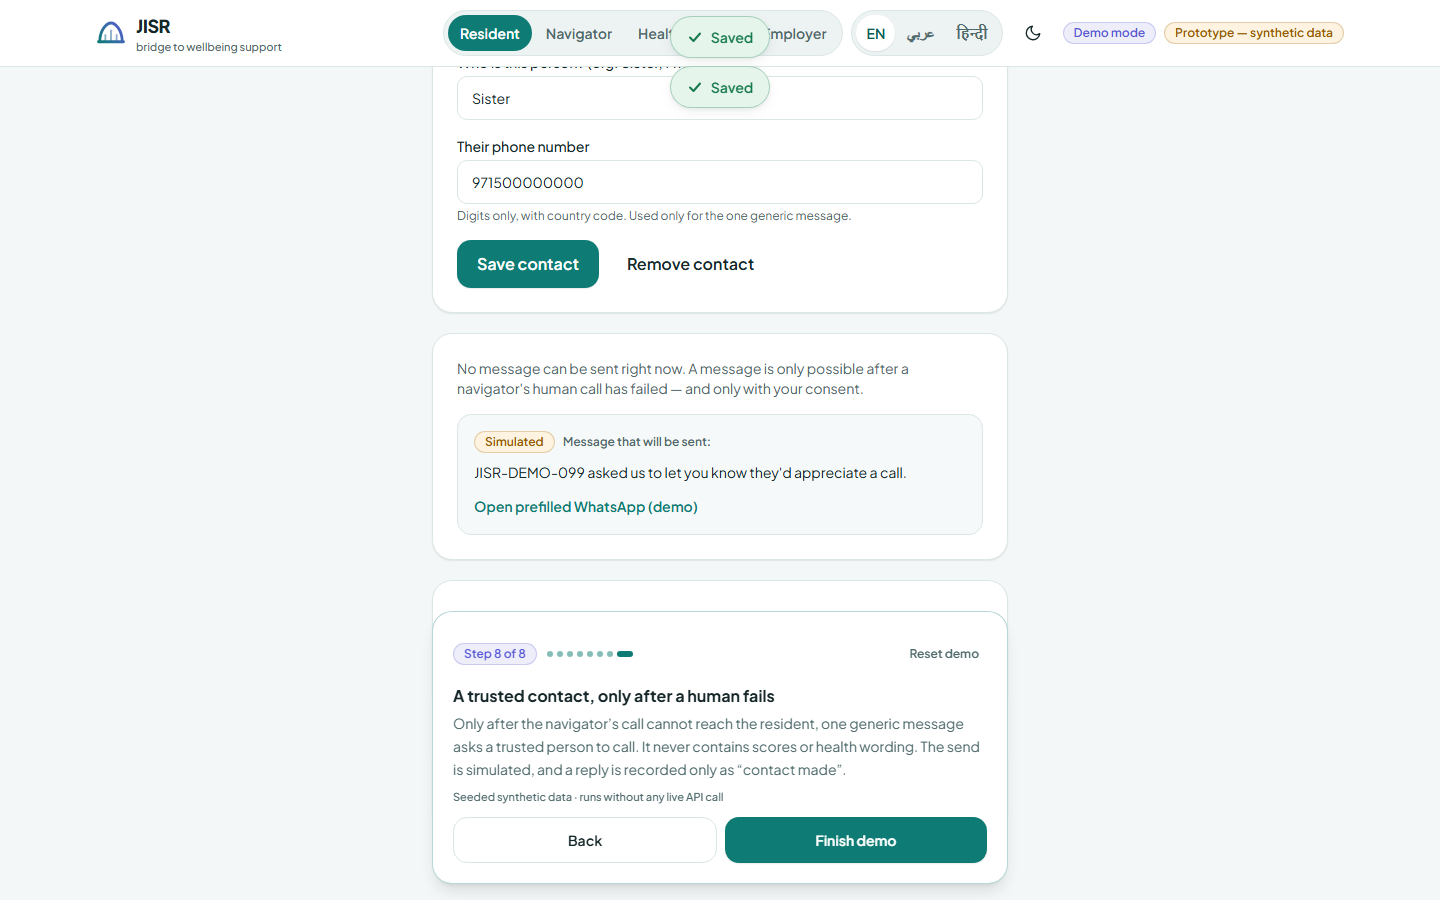 JISR
bridge to wellbeing support
Resident
Navigator
Employer
EN
عربي
हिन्दी
Demo mode
Prototype — synthetic data
Saved
Saved
Sister
Their phone number
971500000000
Digits only, with country code. Used only for the one generic message.
Save contact
Remove contact
No message can be sent right now. A message is only possible after a
navigator's human call has failed — and only with your consent.
Simulated
Message that will be sent:
JISR-DEMO-099 asked us to let you know they'd appreciate a call.
Open prefilled WhatsApp (demo)
Step 8 of 8
Reset demo
A trusted contact, only after a human fails
Only after the navigator’s call cannot reach the resident, one generic message
asks a trusted person to call. It never contains scores or health wording. The send
is simulated, and a reply is recorded only as “contact made”.
Seeded synthetic data · runs without any live API call
Back
Finish demo